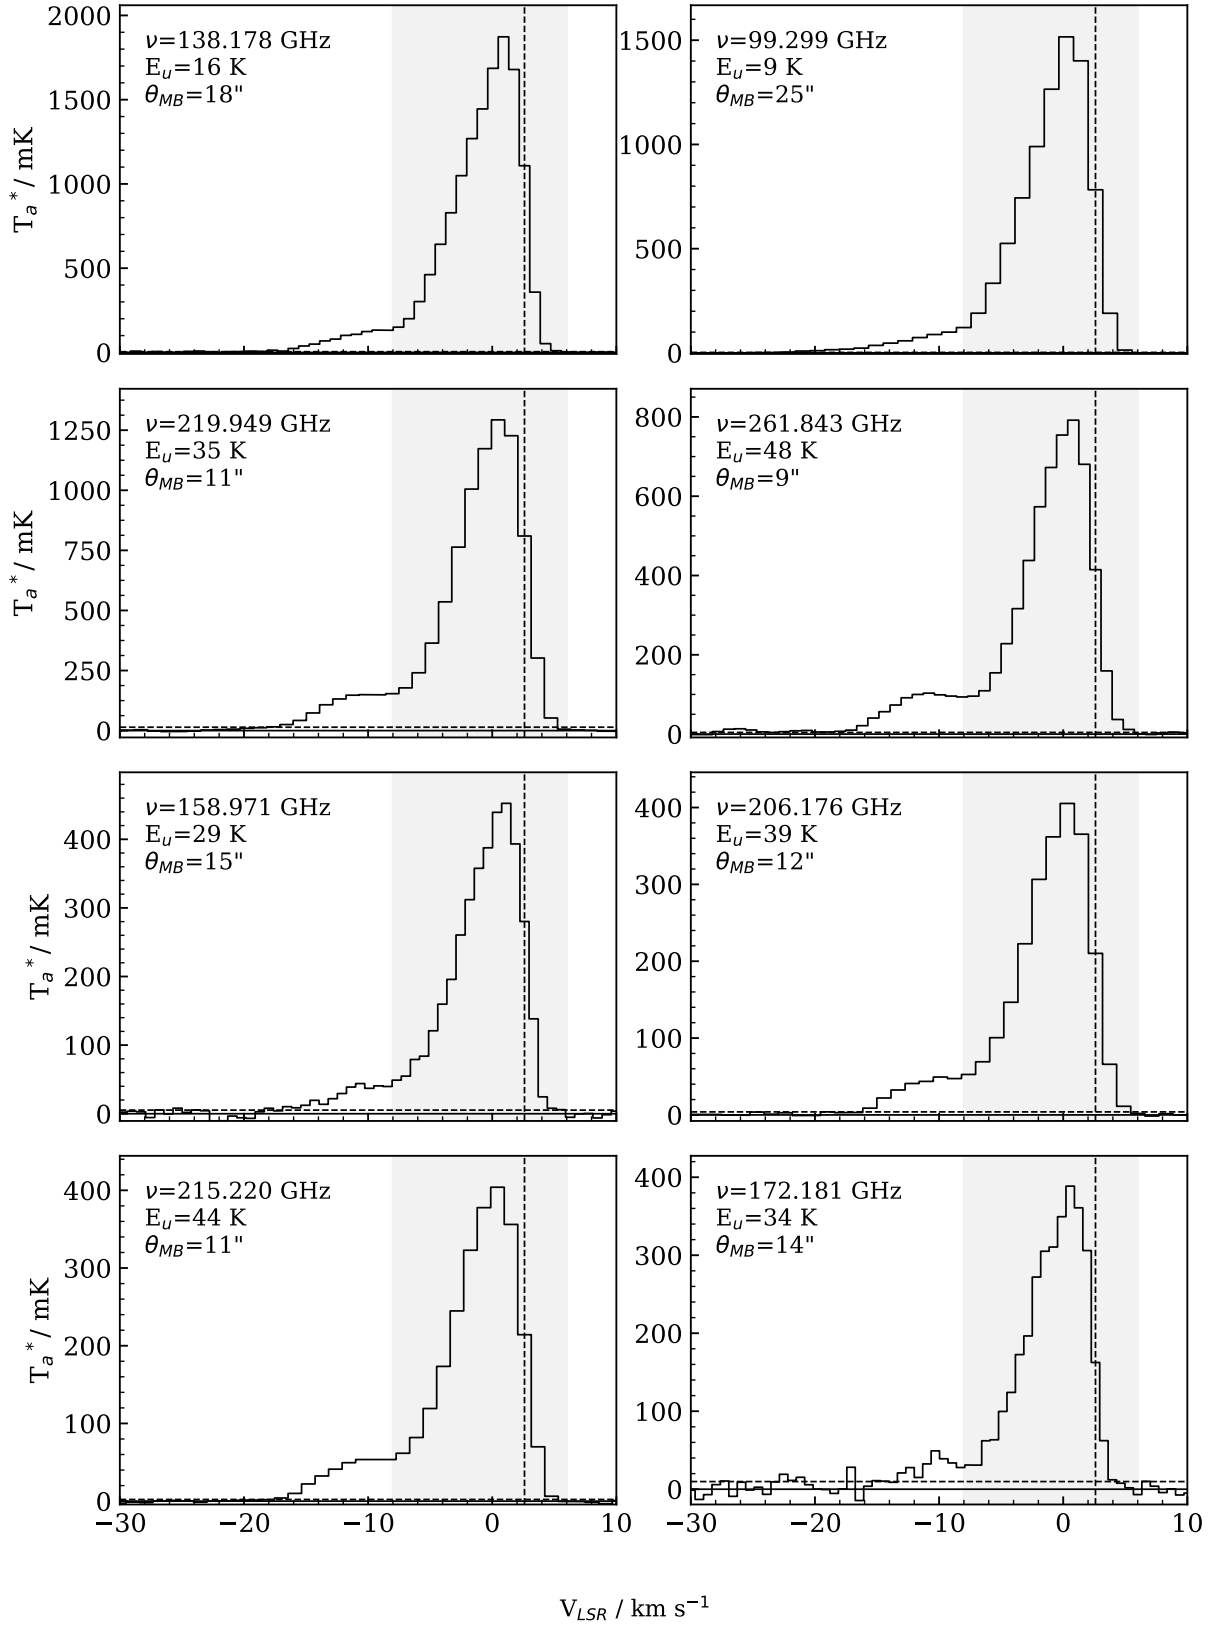 2000
1500
1000
500
0
T_a^* / mK
ν=138.178 GHz
E_u=16 K
θ_MB=18"
1500
1000
500
0
ν=99.299 GHz
E_u=9 K
θ_MB=25"
1250
1000
750
500
250
0
T_a^* / mK
ν=219.949 GHz
E_u=35 K
θ_MB=11"
800
600
400
200
0
ν=261.843 GHz
E_u=48 K
θ_MB=9"
400
300
200
100
0
T_a^* / mK
ν=158.971 GHz
E_u=29 K
θ_MB=15"
400
300
200
100
0
ν=206.176 GHz
E_u=39 K
θ_MB=12"
400
300
200
100
0
T_a^* / mK
ν=215.220 GHz
E_u=44 K
θ_MB=11"
−30 −20 −10 0 10
400
300
200
100
0
ν=172.181 GHz
E_u=34 K
θ_MB=14"
−30 −20 −10 0 10
V_LSR / km s⁻¹